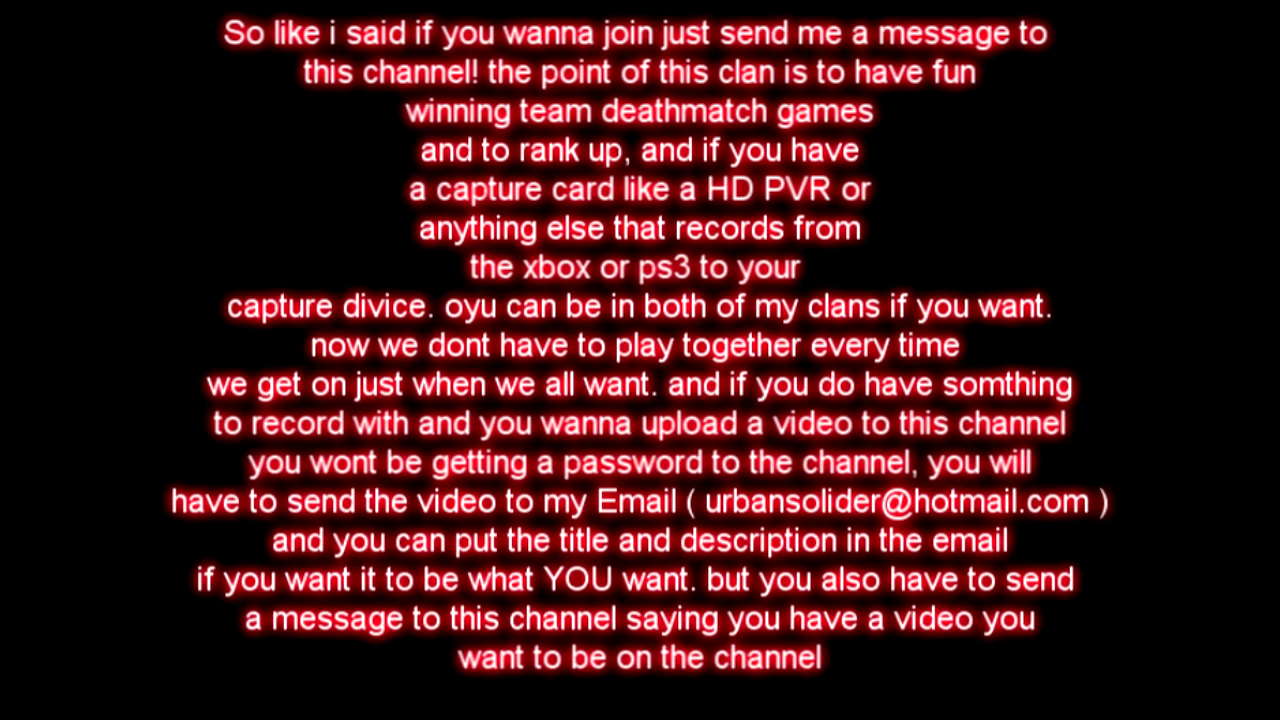 So like i said if you wanna join just send me a message to
this channel! the point of this clan is to have fun
winning team deathmatch games
and to rank up, and if you have
a capture card like a HD PVR or
anything else that records from
the xbox or ps3 to your
capture divice. oyu can be in both of my clans if you want.
now we dont have to play together every time
we get on just when we all want. and if you do have somthing
to record with and you wanna upload a video to this channel
you wont be getting a password to the channel, you will
have to send the video to my Email ( urbansolider@hotmail.com )
and you can put the title and description in the email
if you want it to be what YOU want. but you also have to send
a message to this channel saying you have a video you
want to be on the channel